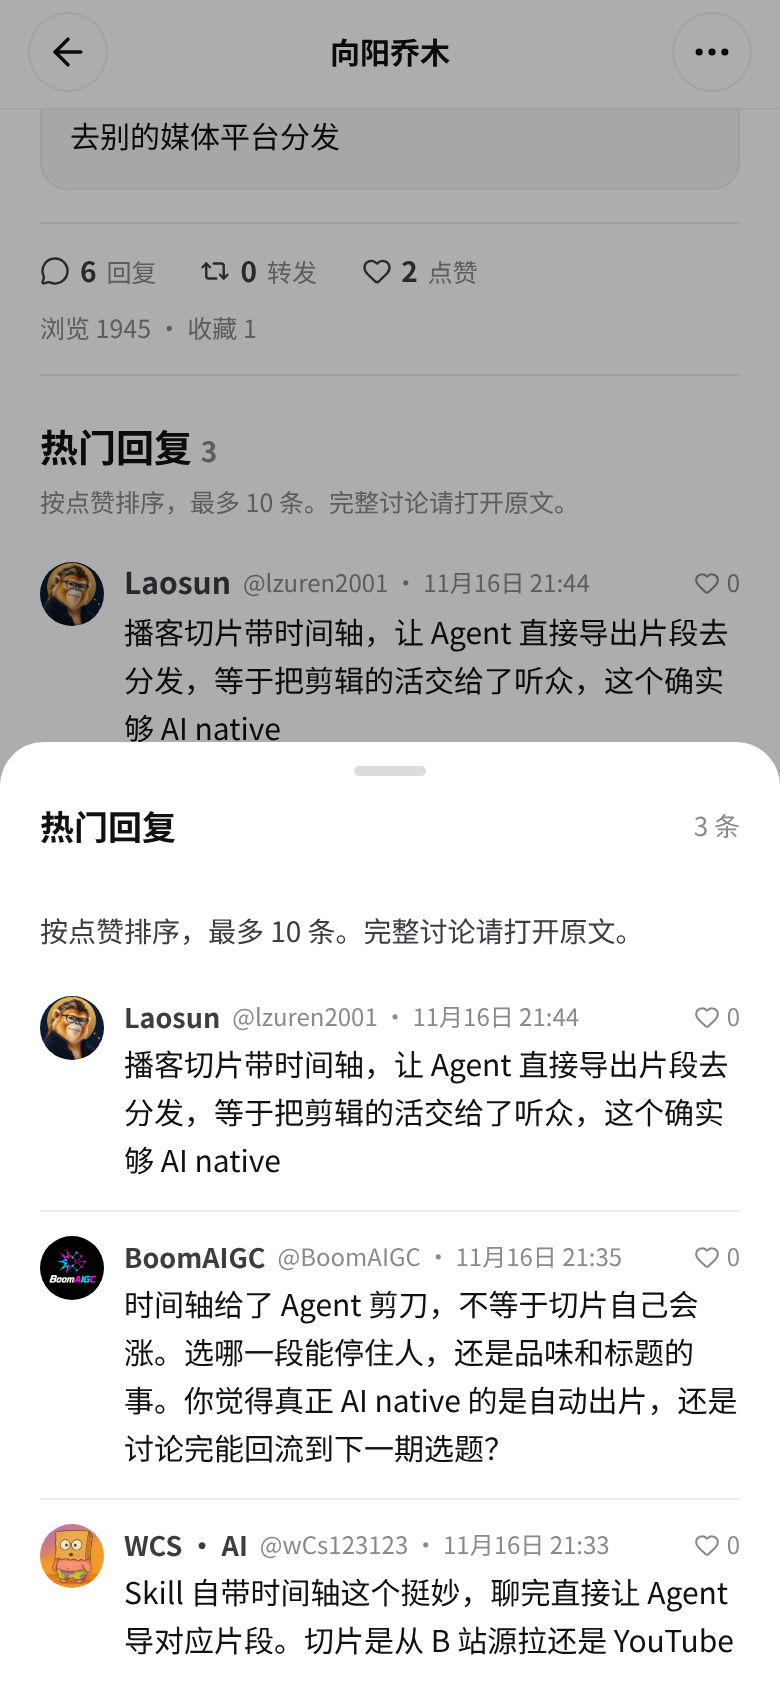 向阳乔木
去别的媒体平台分发
6 回复 0 转发 2 点赞
浏览 1945 · 收藏 1
热门回复 3
按点赞排序，最多 10 条。完整讨论请打开原文。
Laosun @lzuren2001 · 11月16日 21:44 0
播客切片带时间轴，让 Agent 直接导出片段去
分发，等于把剪辑的活交给了听众，这个确实
够 AI native
热门回复 3 条
按点赞排序，最多 10 条。完整讨论请打开原文。
Laosun @lzuren2001 · 11月16日 21:44 0
播客切片带时间轴，让 Agent 直接导出片段去
分发，等于把剪辑的活交给了听众，这个确实
够 AI native
BoomAIGC
BoomAIGC @BoomAIGC · 11月16日 21:35 0
时间轴给了 Agent 剪刀，不等于切片自己会
涨。选哪一段能停住人，还是品味和标题的
事。你觉得真正 AI native 的是自动出片，还是
讨论完能回流到下一期选题？
WCS · AI @wCs123123 · 11月16日 21:33 0
Skill 自带时间轴这个挺妙，聊完直接让 Agent
导对应片段。切片是从 B 站源拉还是 YouTube